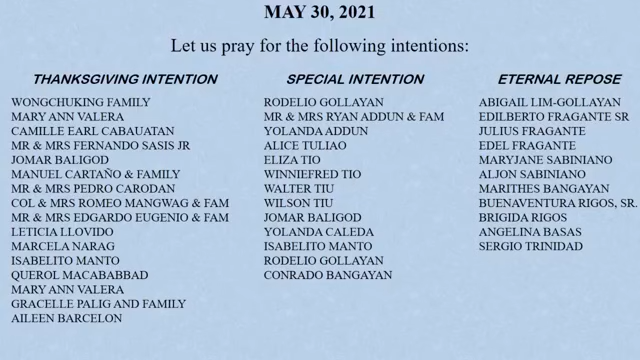 MAY 30, 2021
Let us pray for the following intentions:
THANKSGIVING INTENTION
WONGCHUKING FAMILY
MARY ANN VALERA
CAMILLE EARL CABAUATAN
MR & MRS FERNANDO SASIS JR
JOMAR BALIGOD
MANUEL CARTAÑO & FAMILY
MR & MRS PEDRO CARODAN
COL & MRS ROMEO MANGWAG & FAM
MR & MRS EDGARDO EUGENIO & FAM
LETICIA LLOVIDO
MARCELA NARAG
ISABELITO MANTO
QUEROL MACABABBAD
MARY ANN VALERA
GRACELLE PALIG AND FAMILY
AILEEN BARCELON
SPECIAL INTENTION
RODELIO GOLLAYAN
MR & MRS RYAN ADDUN & FAM
YOLANDA ADDUN
ALICE TULIAO
ELIZA TIO
WINNIEFRED TIO
WALTER TIU
WILSON TIU
JOMAR BALIGOD
YOLANDA CALEDA
ISABELITO MANTO
RODELIO GOLLAYAN
CONRADO BANGAYAN
ETERNAL REPOSE
ABIGAIL LIM-GOLLAYAN
EDILBERTO FRAGANTE SR
JULIUS FRAGANTE
EDEL FRAGANTE
MARYJANE SABINIANO
ALJON SABINIANO
MARITHES BANGAYAN
BUENAVENTURA RIGOS, SR.
BRIGIDA RIGOS
ANGELINA BASAS
SERGIO TRINIDAD